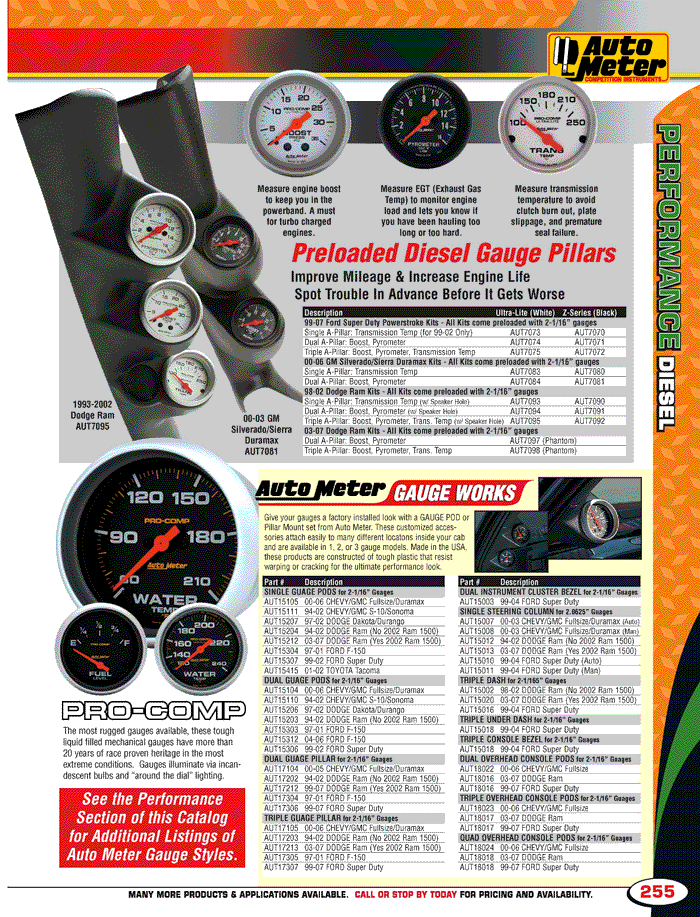 Auto
Meter
COMPETITION INSTRUMENTS
PERFORMANCE
DIESEL
Measure engine boost
to keep you in the
powerband. A must
for turbo charged
engines.
Measure EGT (Exhaust Gas
Temp) to monitor engine
load and lets you know if
you have been hauling too
long or too hard.
Measure transmission
temperature to avoid
clutch burn out, plate
slippage, and premature
seal failure.
Preloaded Diesel Gauge Pillars
Improve Mileage & Increase Engine Life
Spot Trouble In Advance Before It Gets Worse
Description Ultra-Lite (White) Z-Series (Black)
99-07 Ford Super Duty Powerstroke Kits - All Kits come preloaded with 2-1/16" gauges
Single A-Pillar: Transmission Temp (for 99-02 Only) AUT7073 AUT7070
Dual A-Pillar: Boost, Pyrometer AUT7074 AUT7071
Triple A-Pillar: Boost, Pyrometer, Transmission Temp AUT7075 AUT7072
00-06 GM Silverado/Sierra Duramax Kits - All Kits come preloaded with 2-1/16" gauges
Single A-Pillar: Transmission Temp AUT7083 AUT7080
Dual A-Pillar: Boost, Pyrometer AUT7084 AUT7081
98-02 Dodge Ram Kits - All Kits come preloaded with 2-1/16" gauges
Single A-Pillar: Transmission Temp (w/ Speaker Hole) AUT7093 AUT7090
Dual A-Pillar: Boost, Pyrometer (w/ Speaker Hole) AUT7094 AUT7091
Triple A-Pillar: Boost, Pyrometer, Trans. Temp (w/ Speaker Hole) AUT7095 AUT7092
03-07 Dodge Ram Kits - All Kits come preloaded with 2-1/16" gauges
Dual A-Pillar: Boost, Pyrometer AUT7097 (Phantom)
Triple A-Pillar: Boost, Pyrometer, Trans. Temp AUT7098 (Phantom)
1993-2002
Dodge Ram
AUT7095
00-03 GM
Silverado/Sierra
Duramax
AUT7081
120 150
PRO-COMP
90 180
Auto Meter
60 210
WATER
TEMP
E F
FUEL
LEVEL
WATER
TEMP
PRO-COMP
The most rugged gauges available, these tough
liquid filled mechanical gauges have more than
20 years of race proven heritage in the most
extreme conditions. Gauges illuminate via incan-
descent bulbs and "around the dial" lighting.
See the Performance
Section of this Catalog
for Additional Listings of
Auto Meter Gauge Styles.
Auto Meter GAUGE WORKS
Give your gauges a factory installed look with a GAUGE POD or
Pillar Mount set from Auto Meter. These customized acces-
sories attach easily to many different locatons inside your cab
and are available in 1, 2, or 3 gauge models. Made in the USA,
these products are constructed of tough plastic that resist
warping or cracking for the ultimate performance look.
Part # Description
SINGLE GUAGE PODS for 2-1/16" Guages
AUT15105 00-06 CHEVY/GMC Fullsize/Duramax
AUT15111 94-02 CHEVY/GMC S-10/Sonoma
AUT15207 97-02 DODGE Dakota/Durango
AUT15204 94-02 DODGE Ram (No 2002 Ram 1500)
AUT15212 03-07 DODGE Ram (Yes 2002 Ram 1500)
AUT15304 97-01 FORD F-150
AUT15307 99-02 FORD Super Duty
AUT15415 01-02 TOYOTA Tacoma
DUAL GUAGE PODS for 2-1/16" Guages
AUT15104 00-06 CHEVY/GMC Fullsize/Duramax
AUT15110 94-02 CHEVY/GMC S-10/Sonoma
AUT15206 97-02 DODGE Dakota/Durango
AUT15203 94-02 DODGE Ram (No 2002 Ram 1500)
AUT15303 97-01 FORD F-150
AUT15312 04-06 FORD F-150
AUT15306 99-02 FORD Super Duty
DUAL GUAGE PILLAR for 2-1/16" Guages
AUT17104 00-05 CHEVY/GMC Fullsize/Duramax
AUT17202 94-02 DODGE Ram (No 2002 Ram 1500)
AUT17212 99-07 DODGE Ram (Yes 2002 Ram 1500)
AUT17304 97-01 FORD F-150
AUT17306 99-07 FORD Super Duty
TRIPLE GUAGE PILLAR for 2-1/16" Guages
AUT17105 00-06 CHEVY/GMC Fullsize/Duramax
AUT17203 94-02 DODGE Ram (No 2002 Ram 1500)
AUT17213 03-07 DODGE Ram (Yes 2002 Ram 1500)
AUT17305 97-01 FORD F-150
AUT17307 99-07 FORD Super Duty
Part # Description
DUAL INSTRUMENT CLUSTER BEZEL for 2-1/16" Guages
AUT15003 99-04 FORD Super Duty
SINGLE STEERING COLUMN for 2.0625" Guages
AUT15007 00-03 CHEVY/GMC Fullsize/Duramax (Auto)
AUT15008 00-03 CHEVY/GMC Fullsize/Duramax (Man)
AUT15012 94-02 DODGE Ram (No 2002 Ram 1500)
AUT15013 03-07 DODGE Ram (Yes 2002 Ram 1500)
AUT15010 99-04 FORD Super Duty (Auto)
AUT15011 99-04 FORD Super Duty (Man)
TRIPLE DASH for 2-1/165" Guages
AUT15002 98-02 DODGE Ram (No 2002 Ram 1500)
AUT15020 03-07 DODGE Ram (Yes 2002 Ram 1500)
AUT15016 99-04 FORD Super Duty
TRIPLE UNDER DASH for 2-1/16" Guages
AUT15018 99-04 FORD Super Duty
TRIPLE CONSOLE BEZEL for 2-1/16" Guages
AUT15018 99-04 FORD Super Duty
DUAL OVERHEAD CONSOLE PODS for 2-1/16" Guages
AUT18022 00-06 CHEVY/GMC Fullsize
AUT18016 03-07 DODGE Ram
AUT18016 99-07 FORD Super Duty
TRIPLE OVERHEAD CONSOLE PODS for 2-1/16" Guages
AUT18023 00-06 CHEVY/GMC Fullsize
AUT18017 03-07 DODGE Ram
AUT18017 99-07 FORD Super Duty
QUAD OVERHEAD CONSOLE PODS for 2-1/16" Guages
AUT18024 00-06 CHEVY/GMC Fullsize
AUT18018 03-07 DODGE Ram
AUT18018 99-07 FORD Super Duty
MANY MORE PRODUCTS & APPLICATIONS AVAILABLE. CALL OR STOP BY TODAY FOR PRICING AND AVAILABILITY.
255